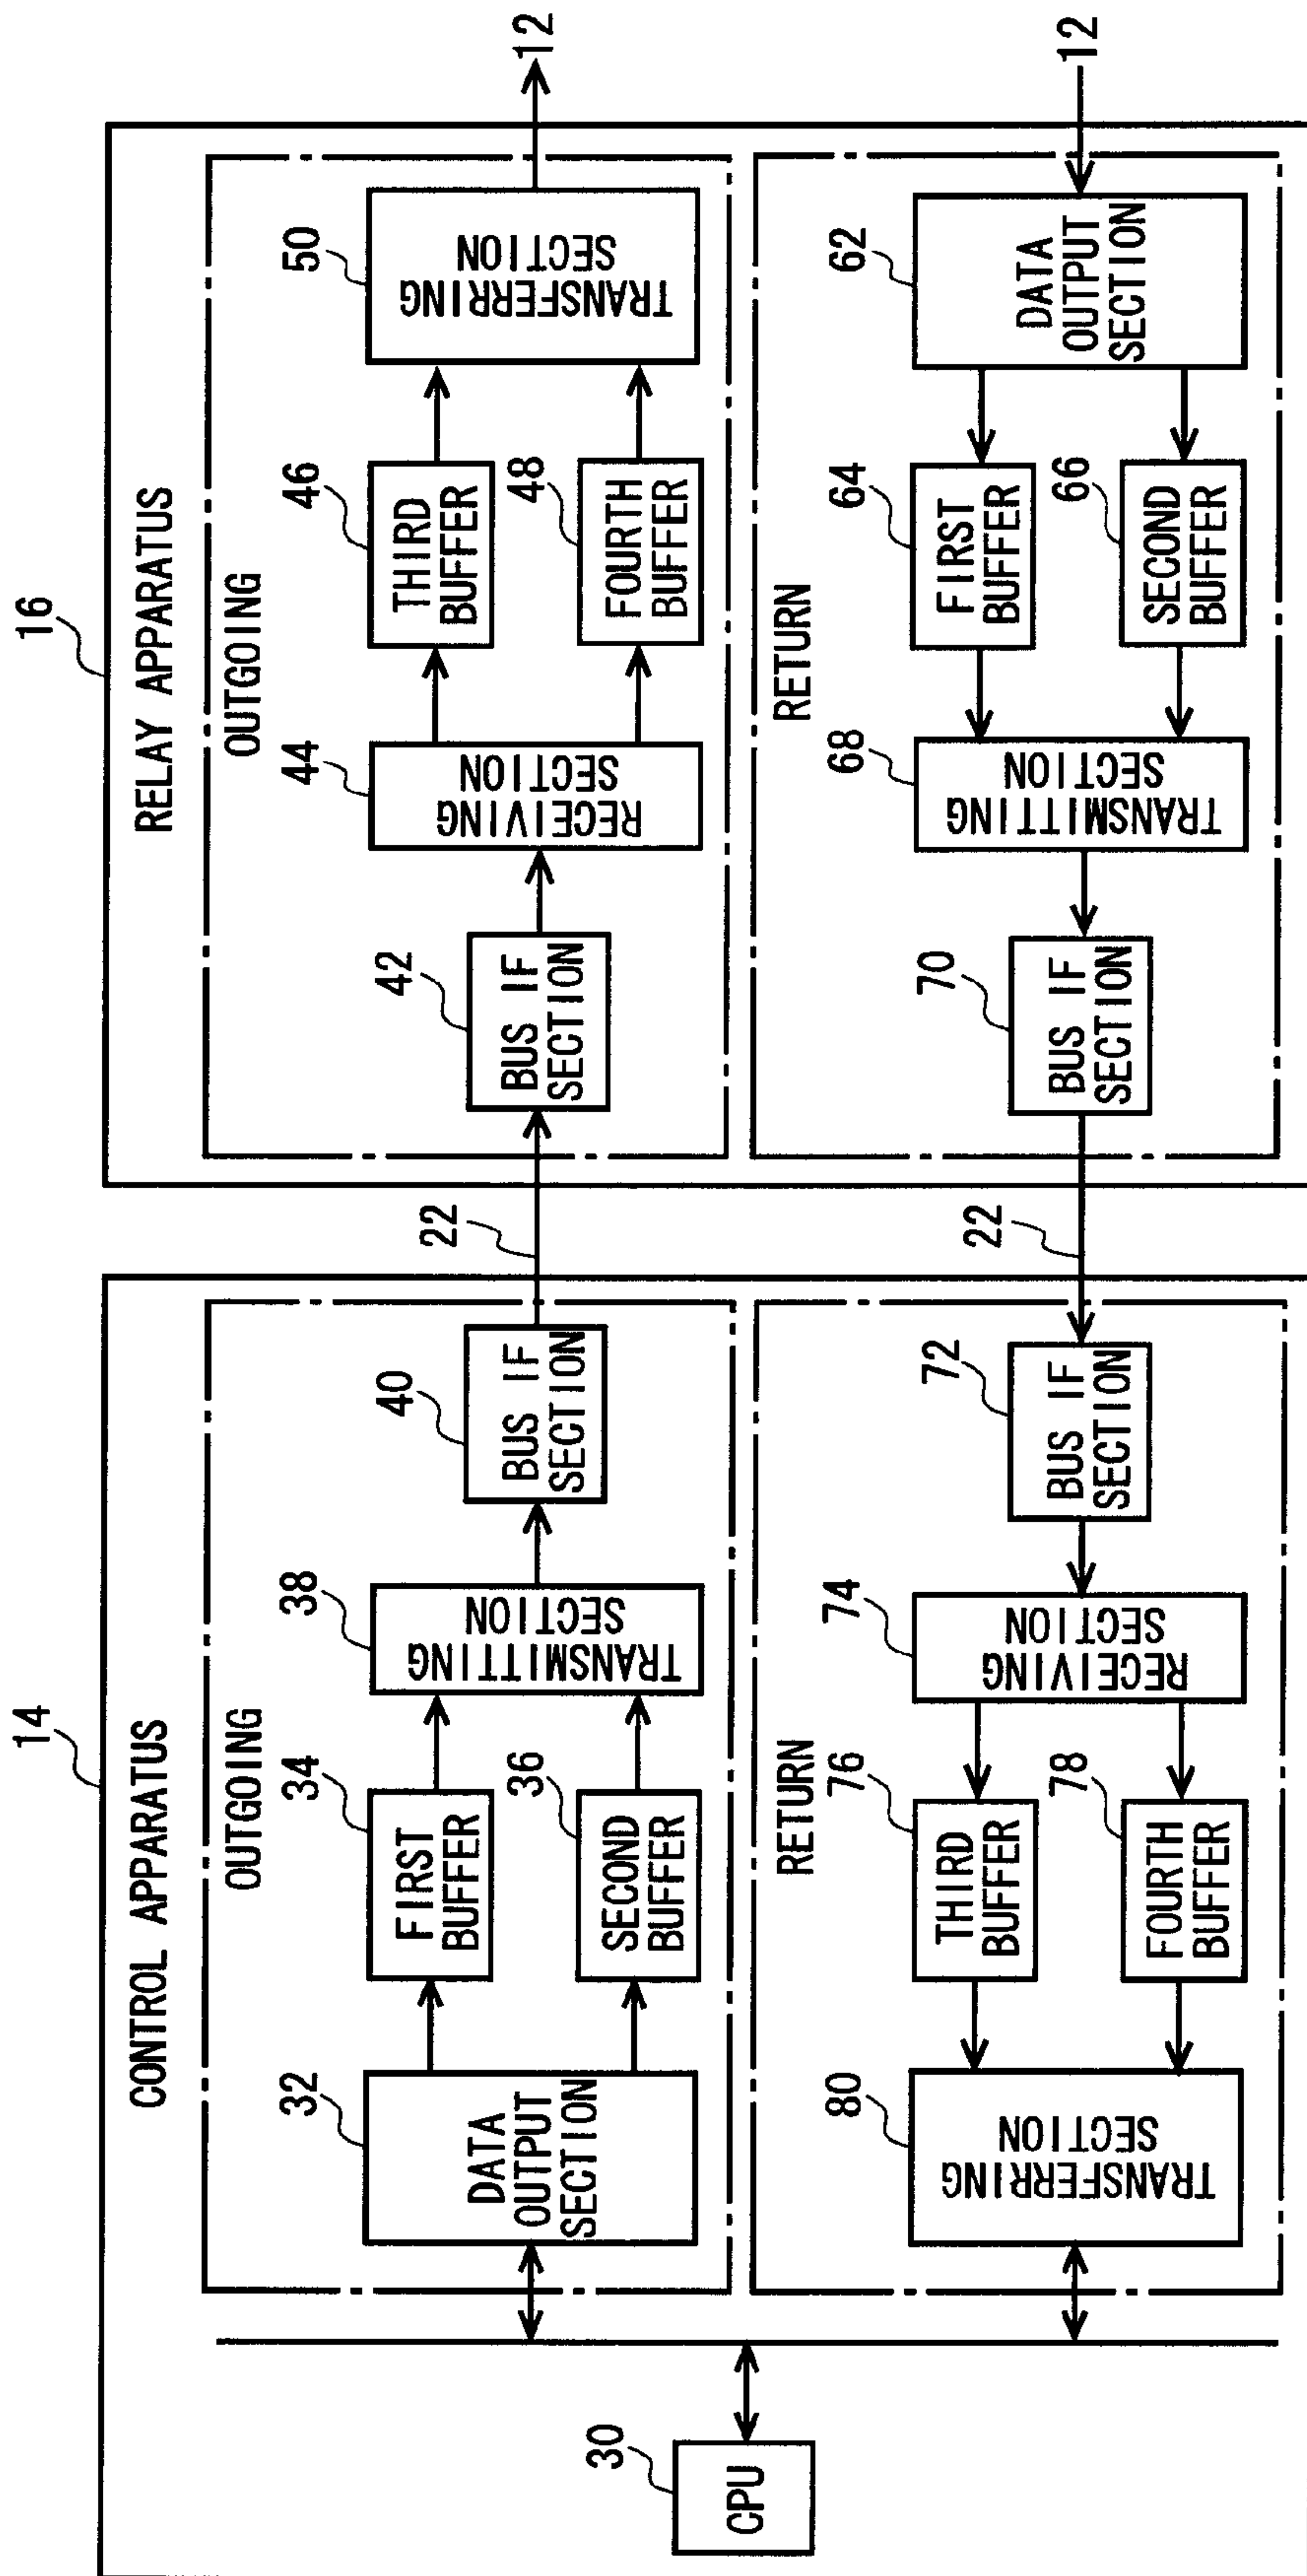 14
CONTROL APPARATUS
OUTGOING
30
CPU
32
DATA
OUTPUT
SECTION
34
FIRST
BUFFER
36
SECOND
BUFFER
38
TRANSMITTING
SECTION
40
BUS IF
SECTION
22
RETURN
72
BUS IF
SECTION
74
RECEIVING
SECTION
76
THIRD
BUFFER
78
FOURTH
BUFFER
80
TRANSFERRING
SECTION
22
16
RELAY APPARATUS
OUTGOING
42
BUS IF
SECTION
44
RECEIVING
SECTION
46
THIRD
BUFFER
48
FOURTH
BUFFER
50
TRANSFERRING
SECTION
12
RETURN
62
DATA
OUTPUT
SECTION
64
FIRST
BUFFER
66
SECOND
BUFFER
68
TRANSMITTING
SECTION
70
BUS IF
SECTION
12